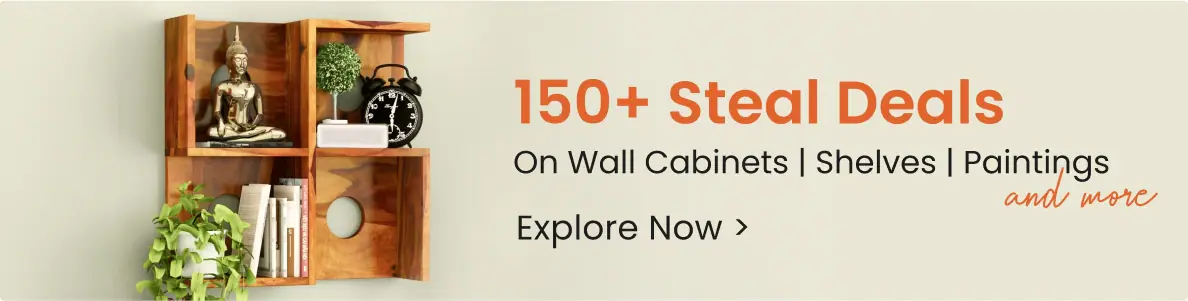 150+ Steal Deals
On Wall Cabinets | Shelves | Paintings
and more
Explore Now >